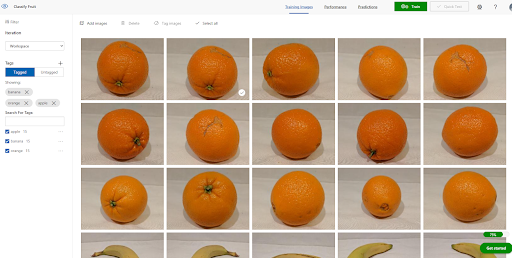 Classify Fruit
Training Images
Performance
Predictions
Train
Quick Test
?
Filter
Add images
Delete
Tag images
Select all
Iteration
Workspace
Tags
+
Tagged
Untagged
Showing:
banana ×
orange ×
apple ×
Search For Tags:
apple 15
banana 15
orange 15
Get started